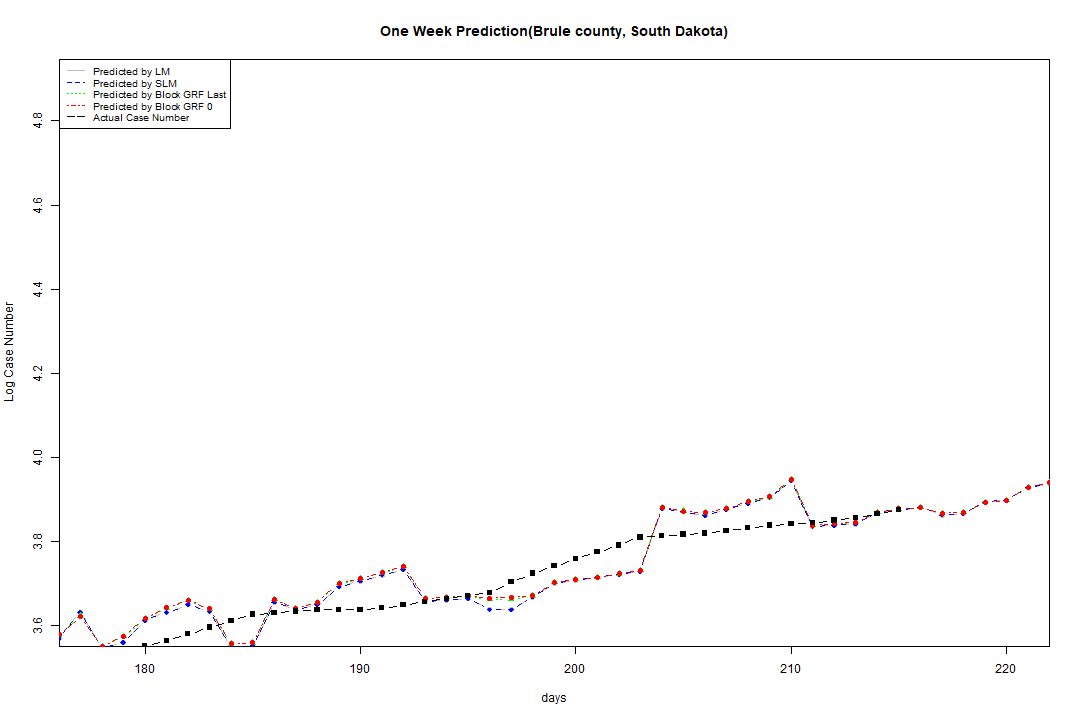 One Week Prediction(Brule county, South Dakota)
Predicted by LM
Predicted by SLM
Predicted by Block GRF Last
Predicted by Block GRF 0
Actual Case Number
4.8
4.6
4.4
4.2
4.0
3.8
3.6
Log Case Number
180 190 200 210 220
days